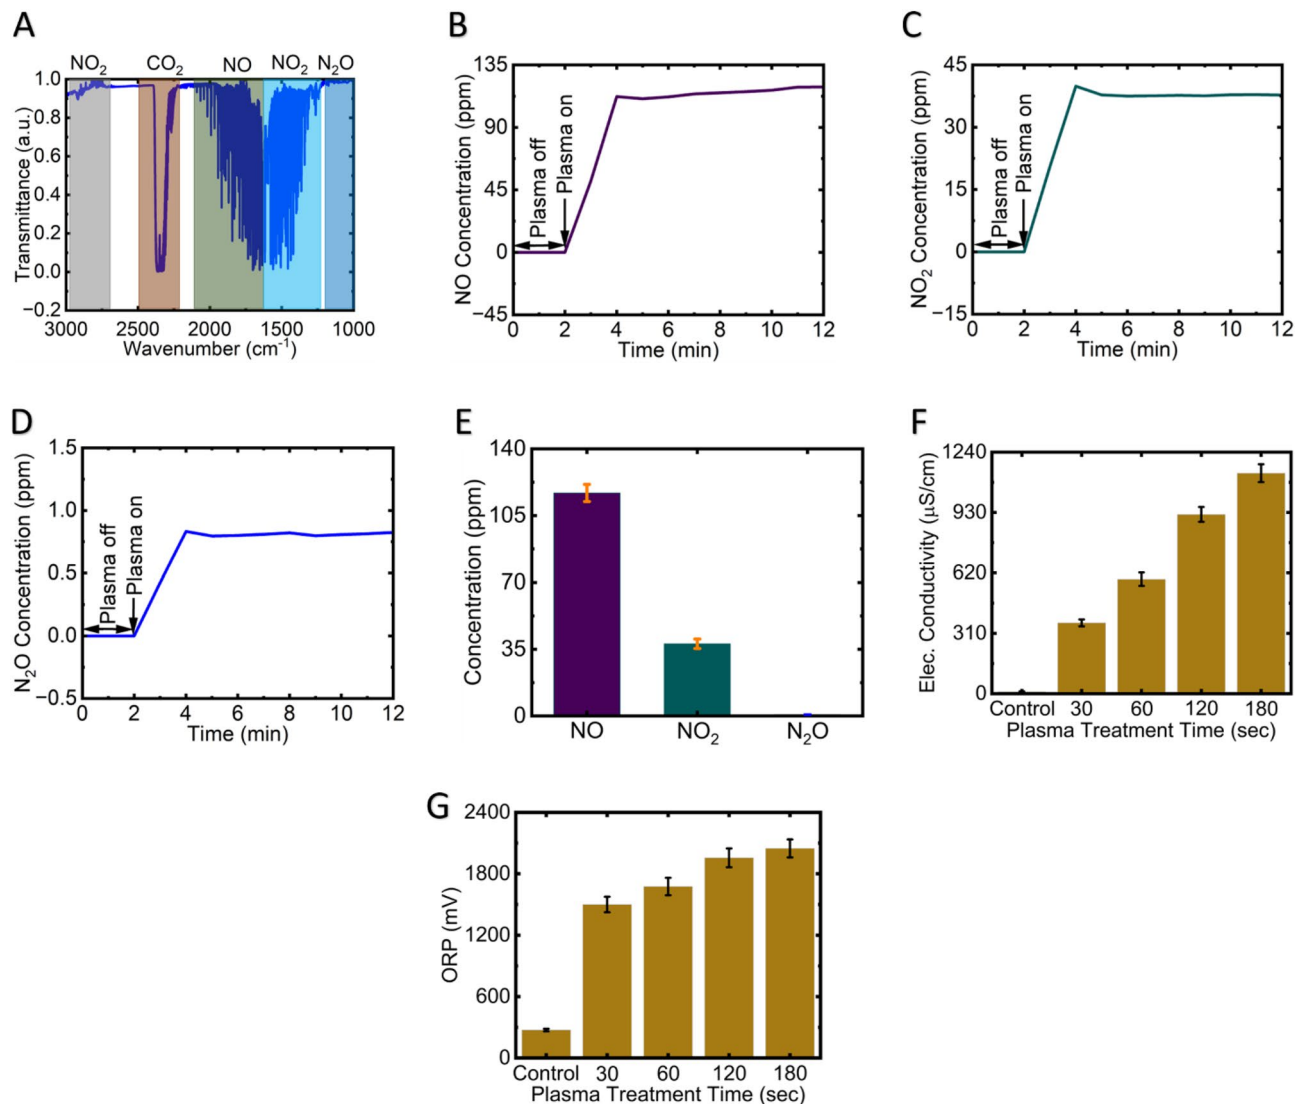 A
NO2 CO2 NO NO2 N2O
1.0
0.8
0.6
0.4
0.2
0.0
−0.2
Transmittance (a.u.)
3000 2500 2000 1500 1000
Wavenumber (cm-1)
B
135
90
45
0
−45
NO Concentration (ppm)
Plasma off
Plasma on
0 2 4 6 8 10 12
Time (min)
C
45
30
15
0
−15
NO2 Concentration (ppm)
Plasma off
Plasma on
0 2 4 6 8 10 12
Time (min)
D
1.5
1.0
0.5
0.0
−0.5
N2O Concentration (ppm)
Plasma off
Plasma on
0 2 4 6 8 10 12
Time (min)
E
140
105
70
35
0
Concentration (ppm)
NO NO2 N2O
F
1240
930
620
310
0
Elec. Conductivity (µS/cm)
Control 30 60 120 180
Plasma Treatment Time (sec)
G
2400
1800
1200
600
0
ORP (mV)
Control 30 60 120 180
Plasma Treatment Time (sec)